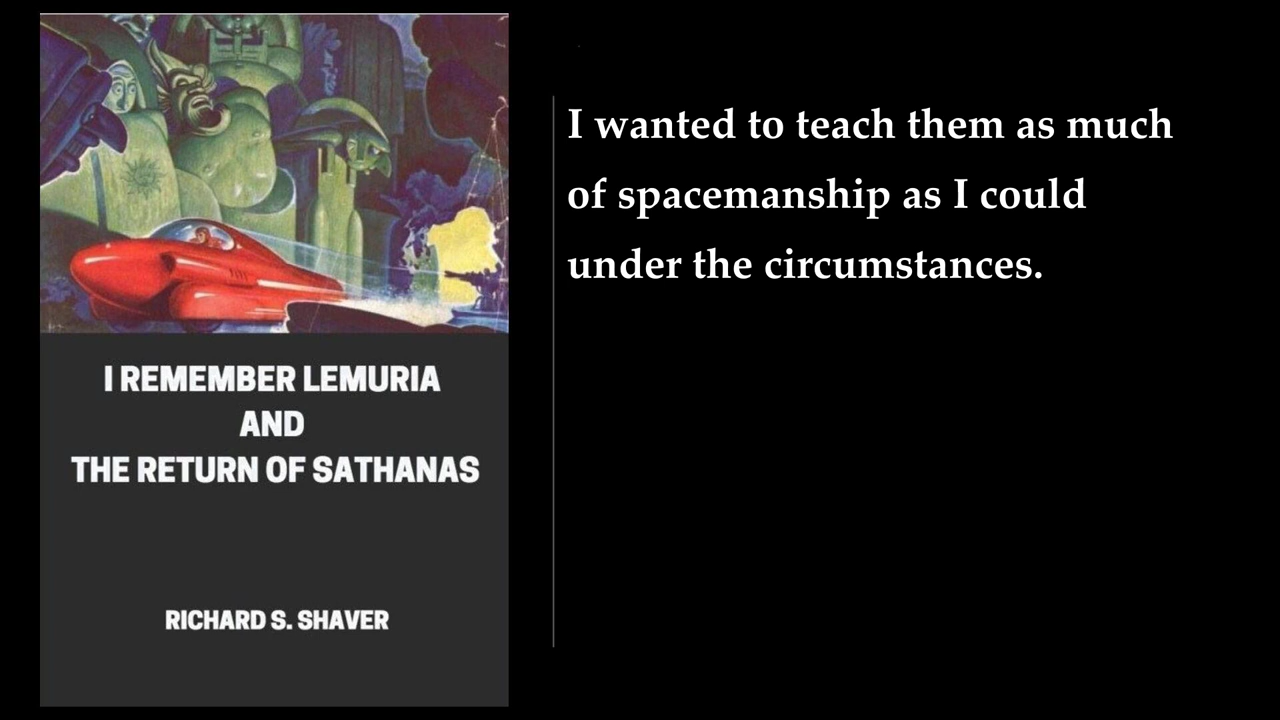 I REMEMBER LEMURIA
AND
THE RETURN OF SATHANAS
RICHARD S. SHAVER
I wanted to teach them as much
of spacemanship as I could
under the circumstances.